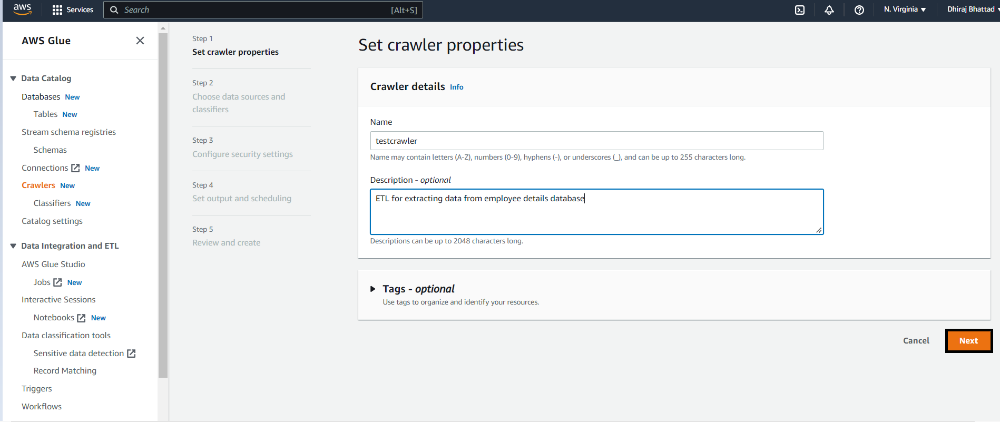 aws
Services
Search [Alt+S]
N. Virginia
Dhiraj Bhattad
AWS Glue
Data Catalog
Databases New
Tables New
Stream schema registries
Schemas
Connections New
Crawlers New
Classifiers New
Catalog settings
Data Integration and ETL
AWS Glue Studio
Jobs New
Interactive Sessions
Notebooks New
Data classification tools
Sensitive data detection
Record Matching
Triggers
Workflows
Step 1
Set crawler properties
Step 2
Choose data sources and
classifiers
Step 3
Configure security settings
Step 4
Set output and scheduling
Step 5
Review and create
Set crawler properties
Crawler details Info
Name
testcrawler
Name may contain letters (A-Z), numbers (0-9), hyphens (-), or underscores (_), and can be up to 255 characters long.
Description - optional
ETL for extracting data from employee details database
Descriptions can be up to 2048 characters long.
Tags - optional
Use tags to organize and identify your resources.
Cancel
Next